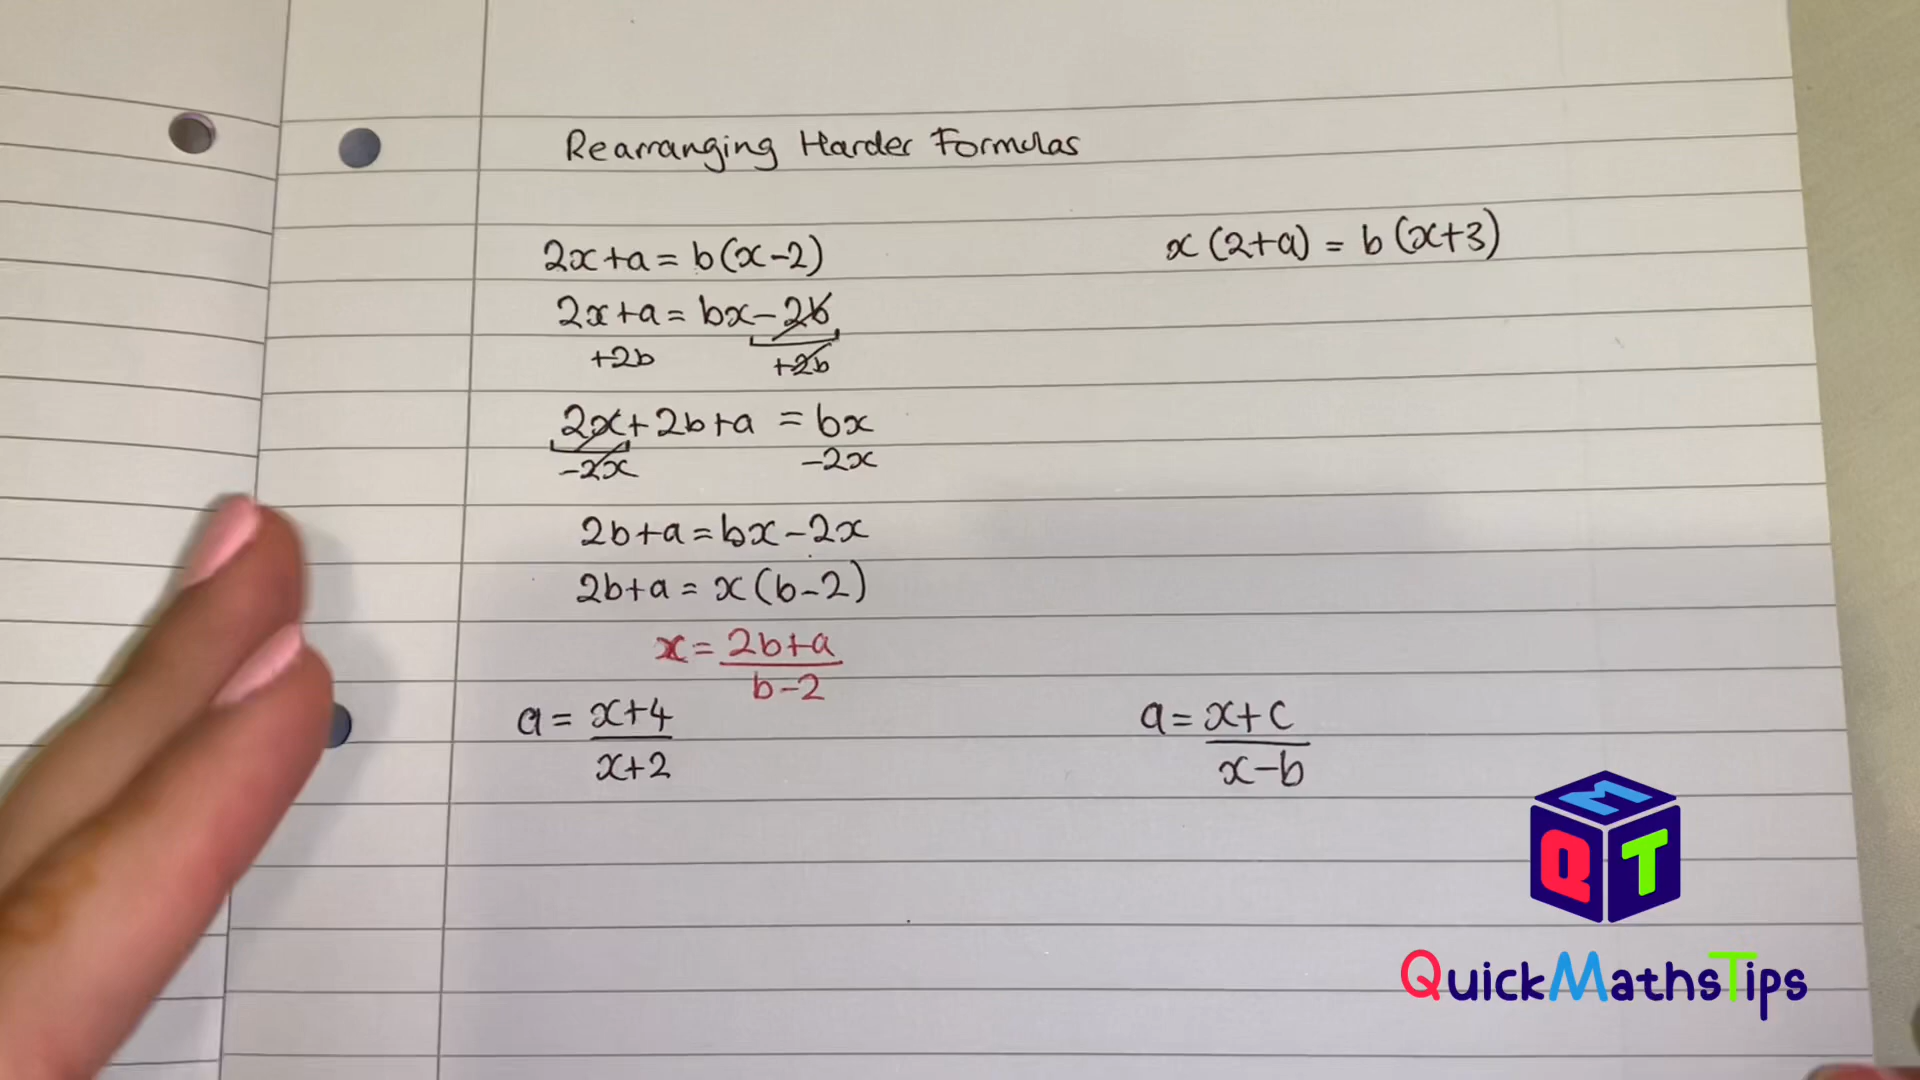 Rearranging Harder Formulas
2x+a = b(x-2)
2x+a = bx-2b
+2b +2b
2x+2b+a = bx
-2x -2x
2b+a = bx-2x
2b+a = x(b-2)
x = 2b+a
b-2
a = x+4
x+2
x(2+a) = b(x+3)
a = x+c
x-b
M
Q T
QuickMathsTips